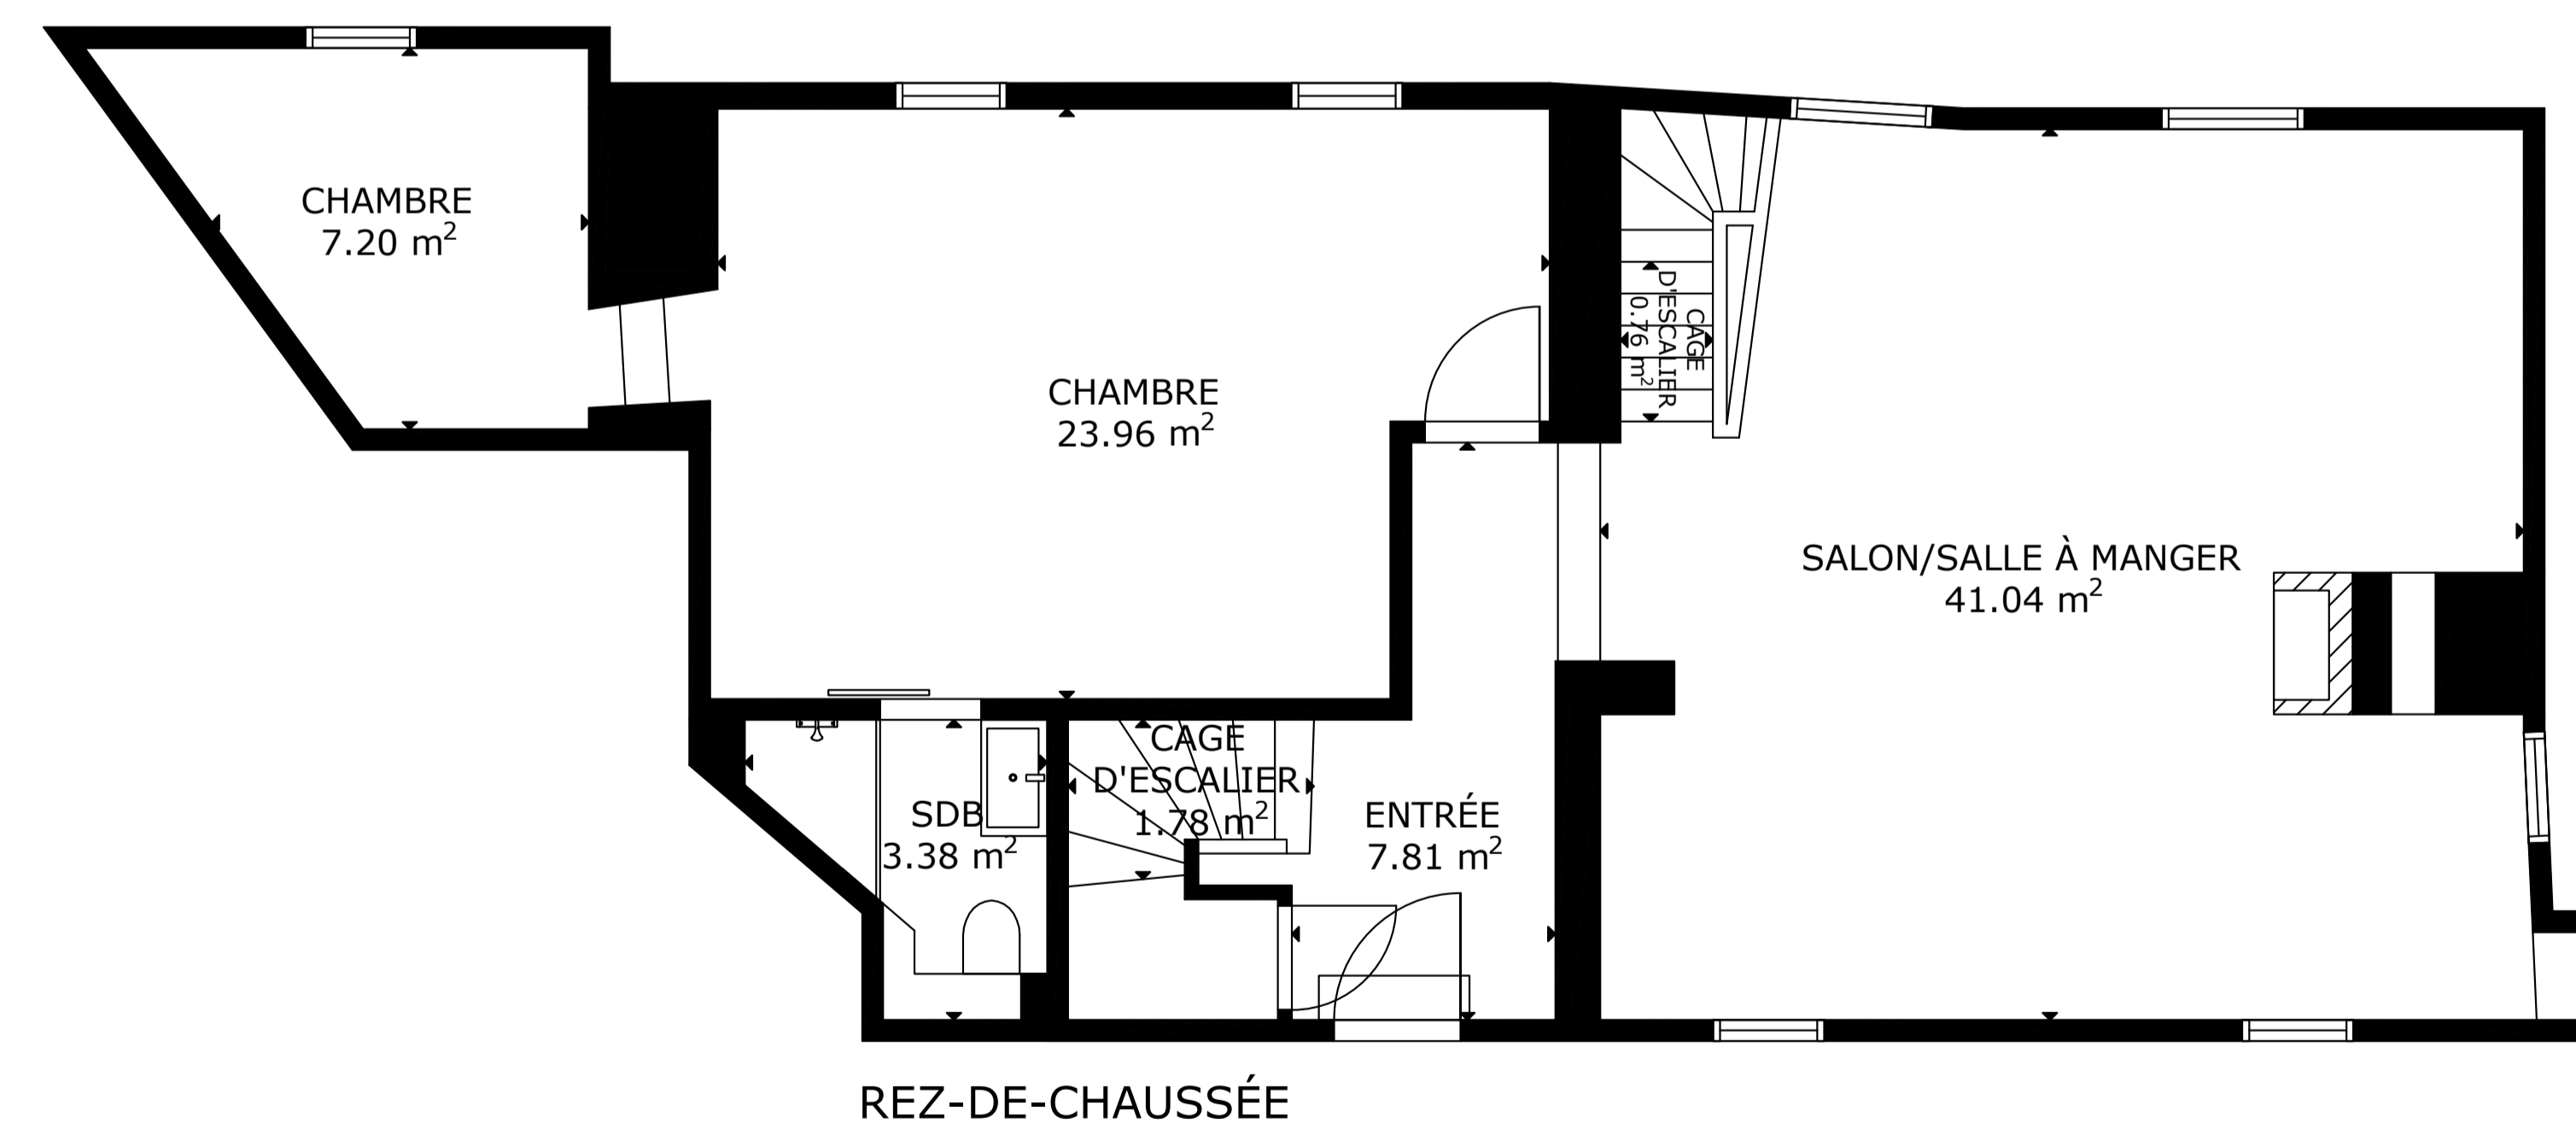 CHAMBRE
7.20 m²
CHAMBRE
23.96 m²
CAGE
D'ESCALIER
0.76 m²
SALON/SALLE À MANGER
41.04 m²
CAGE
D'ESCALIER
1.78 m²
SDB
3.38 m²
ENTRÉE
7.81 m²
REZ-DE-CHAUSSÉE